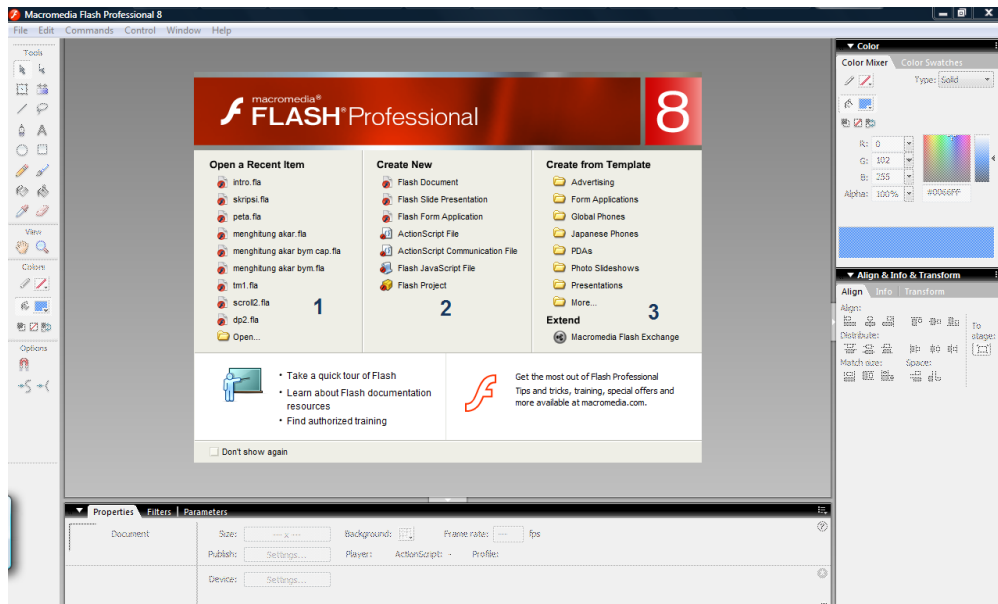 Macromedia Flash Professional 8
File Edit Commands Control Window Help
Tools
View
Colors
Options
macromedia®
FLASH® Professional 8
Open a Recent Item
intro.fla
skripsi.fla
peta.fla
menghitung akar.fla
menghitung akar bym cap.fla
menghitung akar bym.fla
tm1.fla
scroll2.fla
dp2.fla
Open...
1
Create New
Flash Document
Flash Slide Presentation
Flash Form Application
ActionScript File
ActionScript Communication File
Flash JavaScript File
Flash Project
2
Create from Template
Advertising
Form Applications
Global Phones
Japanese Phones
PDAs
Photo Slideshows
Presentations
More...
3
Extend
Macromedia Flash Exchange
• Take a quick tour of Flash
• Learn about Flash documentation
resources
• Find authorized training
Get the most out of Flash Professional
Tips and tricks, training, special offers and
more available at macromedia.com.
Don't show again
Color
Color Mixer Color Swatches
Type: Solid
R: 0
G: 102
B: 255
Alpha: 100% #0066FF
Align & Info & Transform
Align Info Transform
Align:
Distribute:
Match size: Space:
To
stage:
Properties Filters Parameters
Document
Size: --- x --- Background: Frame rate: --- fps
Publish: Settings... Player: ActionScript: - Profile:
Device: Settings...